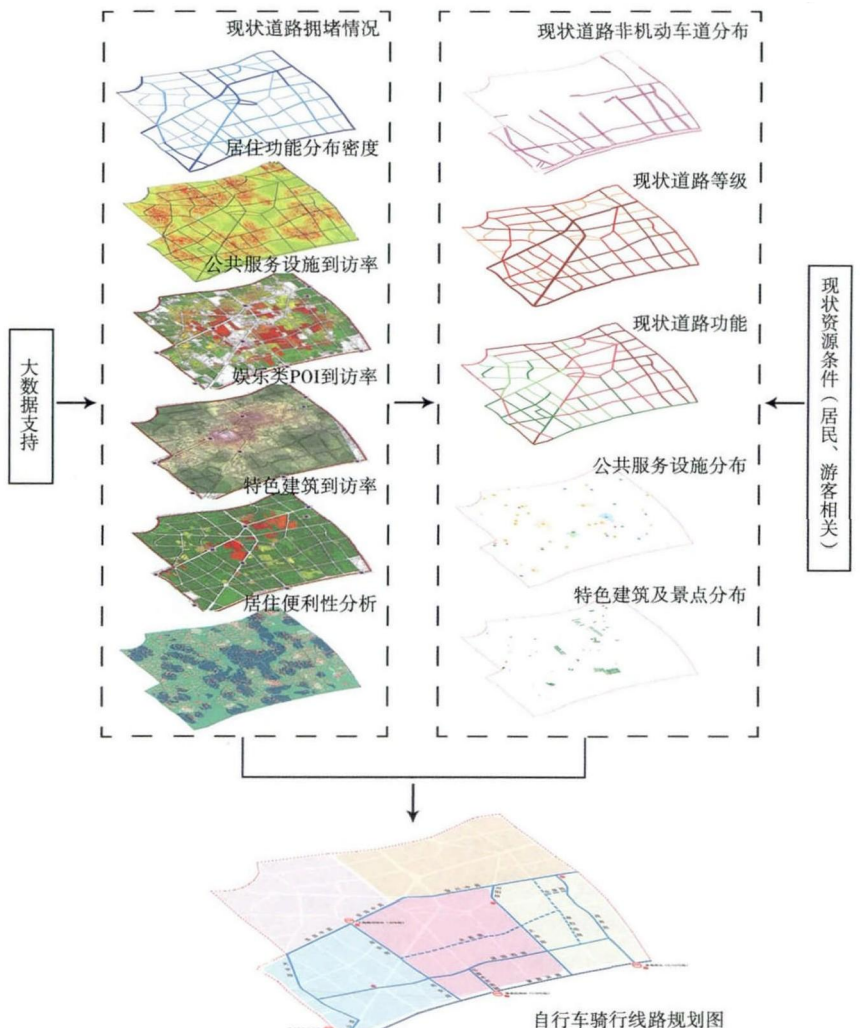 现状道路拥堵情况
居住功能分布密度
公共服务设施到访率
娱乐类POI到访率
特色建筑到访率
居住便利性分析
大数据支持
现状道路非机动车道分布
现状道路等级
现状道路功能
公共服务设施分布
特色建筑及景点分布
现状资源条件（居民、游客相关）
自行车骑行线路规划图